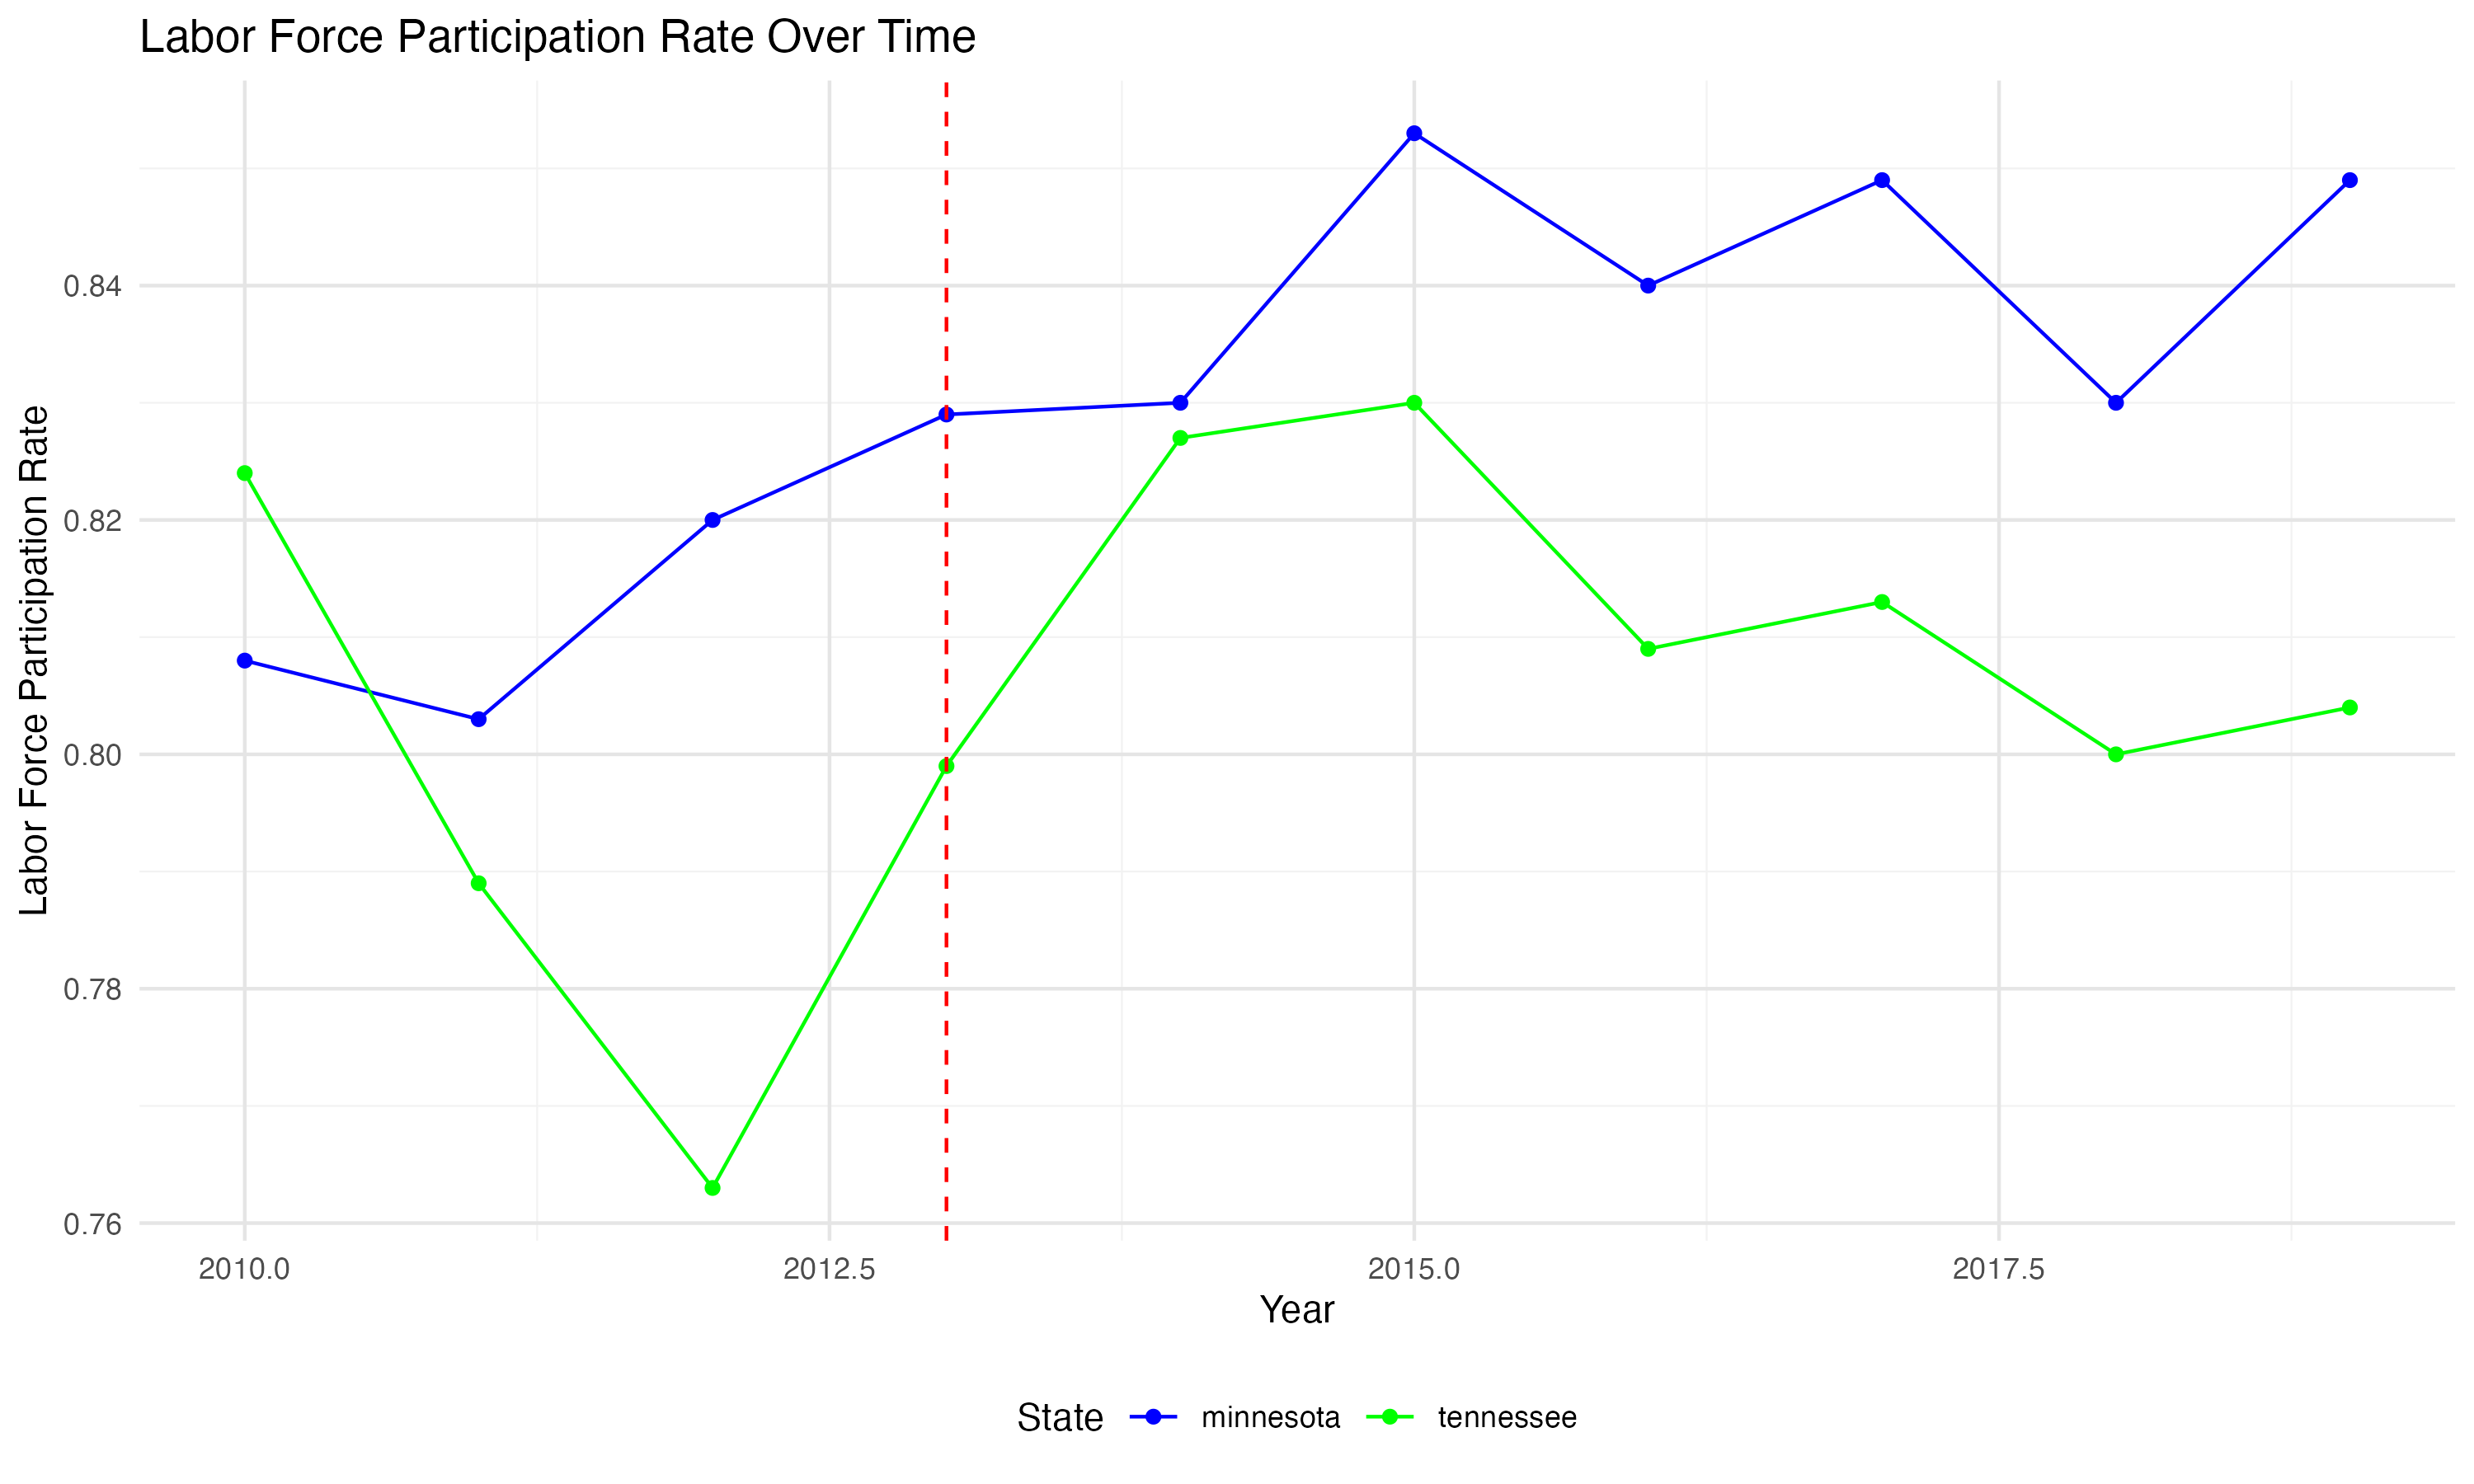 Labor Force Participation Rate Over Time
Labor Force Participation Rate
0.84
0.82
0.80
0.78
0.76
2010.0 2012.5 2015.0 2017.5
Year
State minnesota tennessee